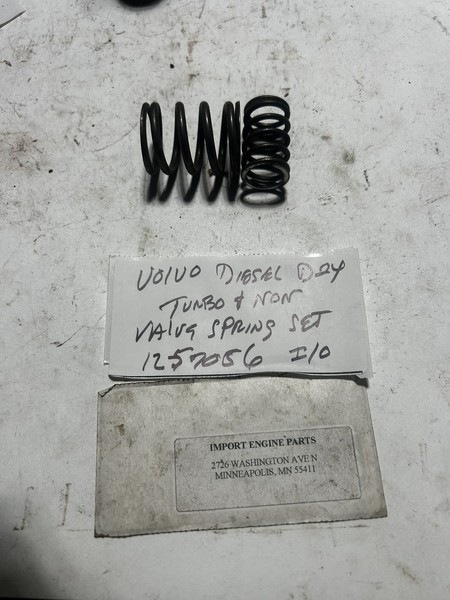 VOLVO DIESEL D24
TURBO & NON
VALVE SPRING SET
1257056 I/O
IMPORT ENGINE PARTS
2726 WASHINGTON AVE N
MINNEAPOLIS, MN 55411